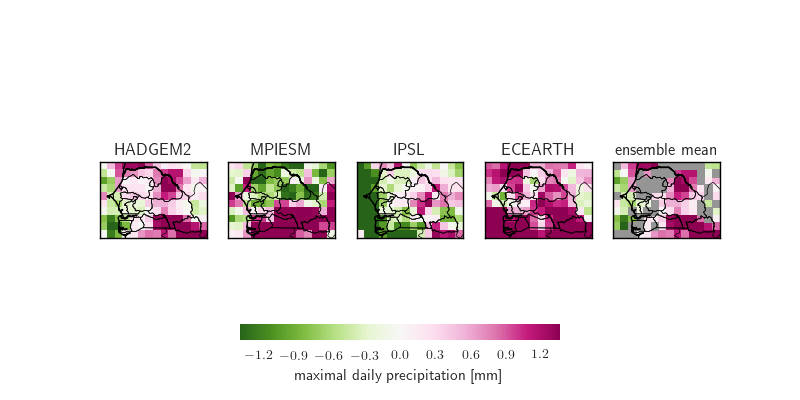 HADGEM2 MPIESM IPSL ECEARTH ensemble mean
−1.2 −0.9 −0.6 −0.3 0.0 0.3 0.6 0.9 1.2
maximal daily precipitation [mm]